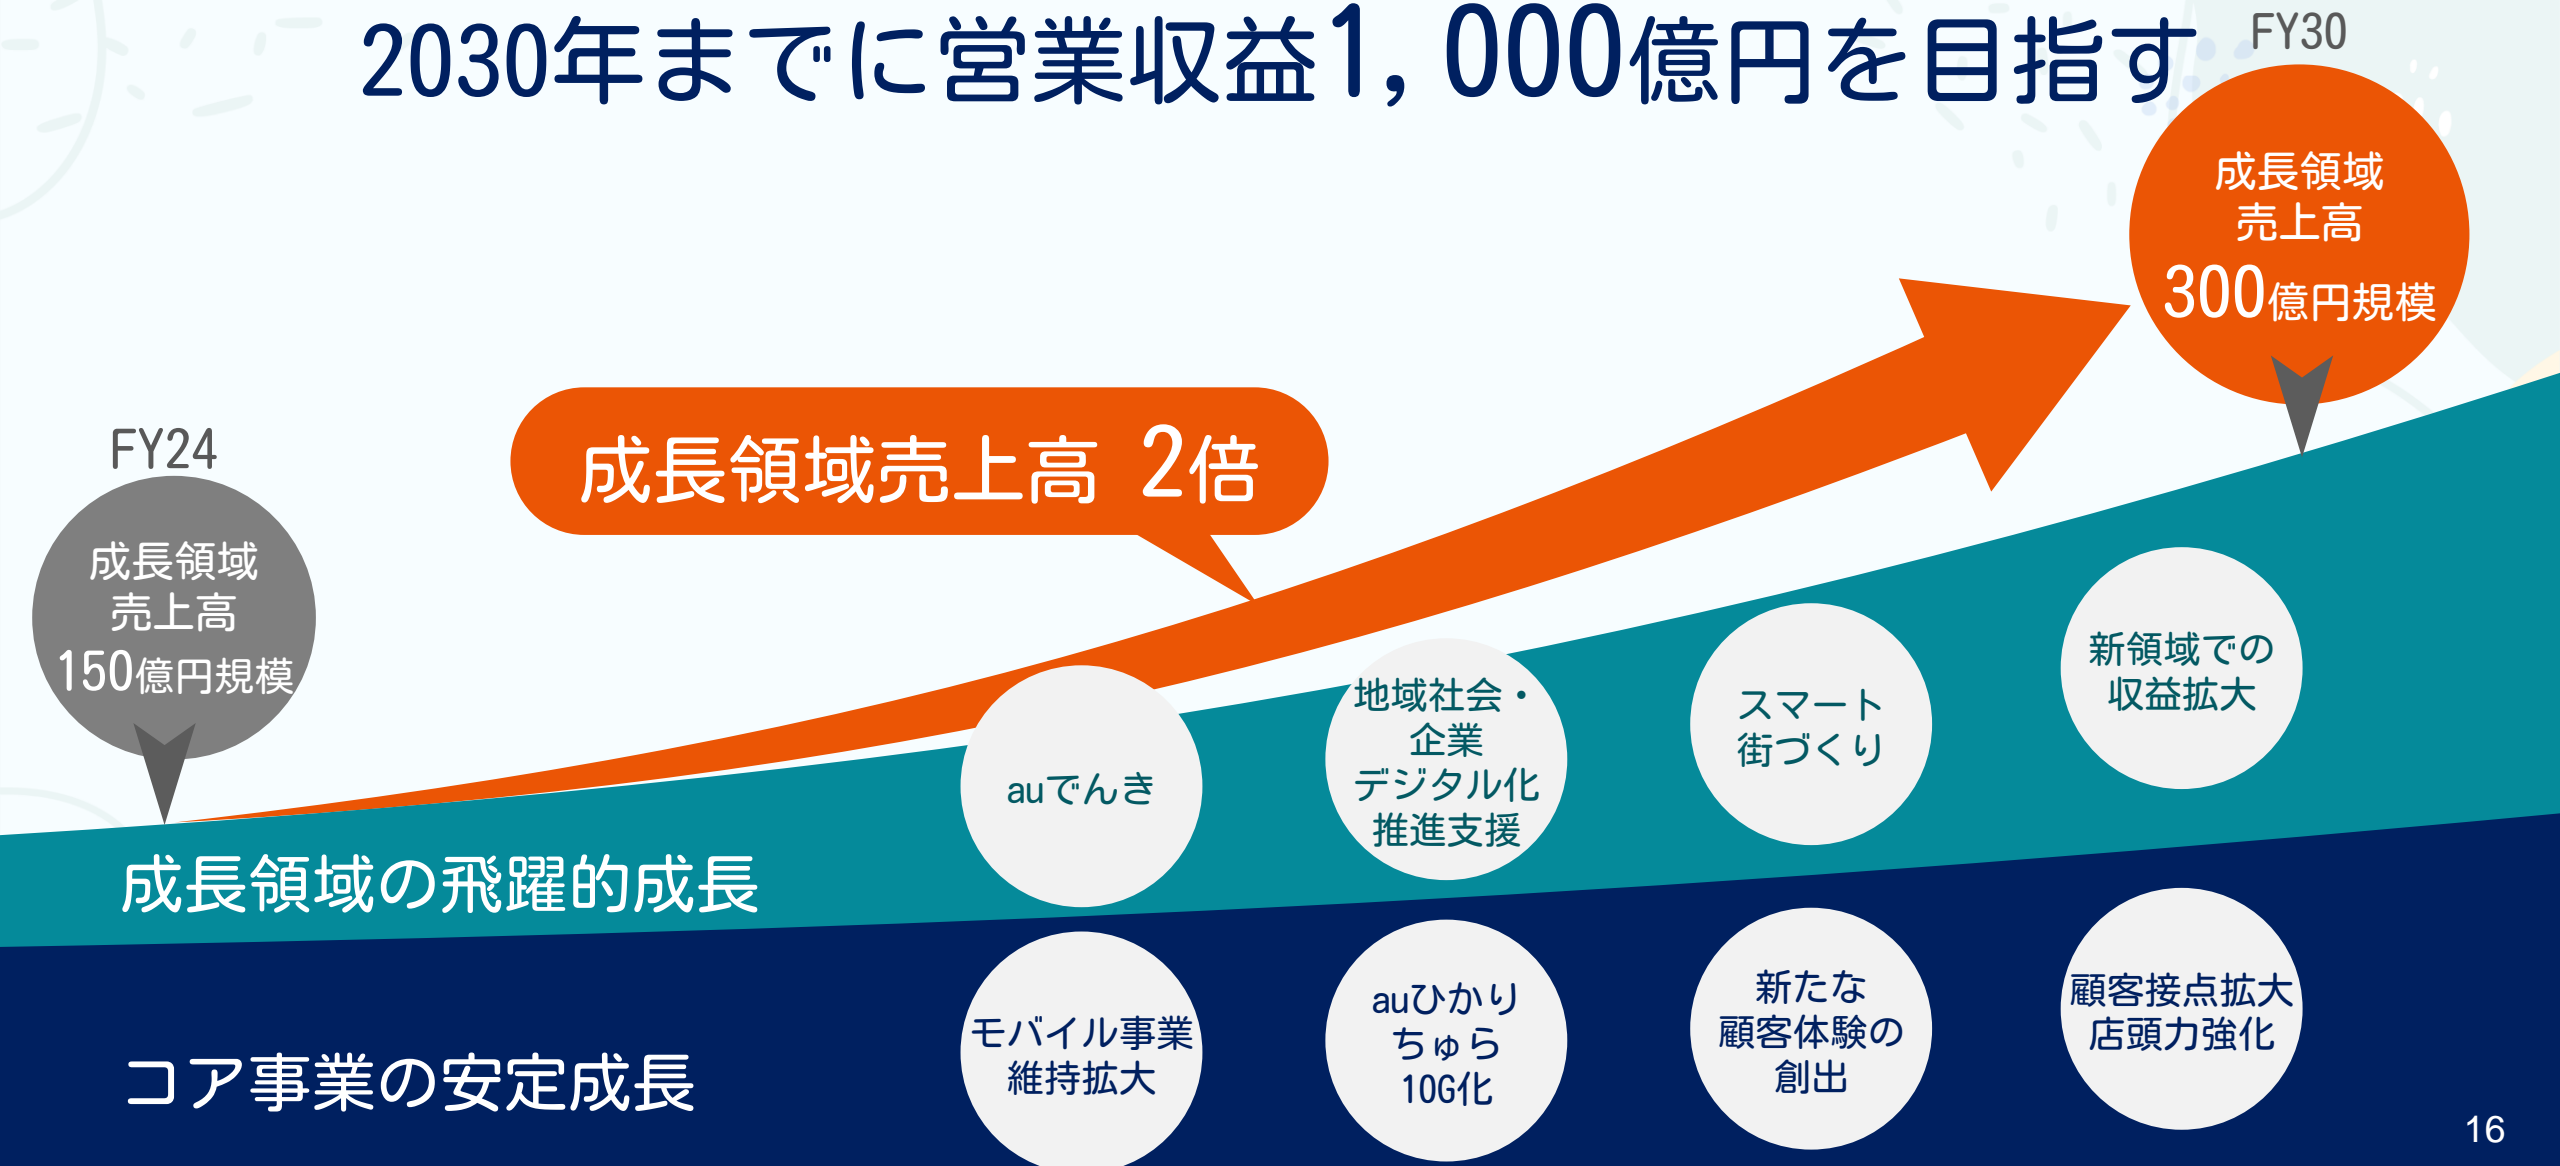 2030年までに営業収益1,000億円を目指す
FY30
成長領域
売上高
300億円規模
成長領域売上高 2倍
FY24
成長領域
売上高
150億円規模
成長領域の飛躍的成長
auでんき
地域社会・
企業
デジタル化
推進支援
スマート
街づくり
新領域での
収益拡大
コア事業の安定成長
モバイル事業
維持拡大
auひかり
ちゅら
10G化
新たな
顧客体験の
創出
顧客接点拡大
店頭力強化
16